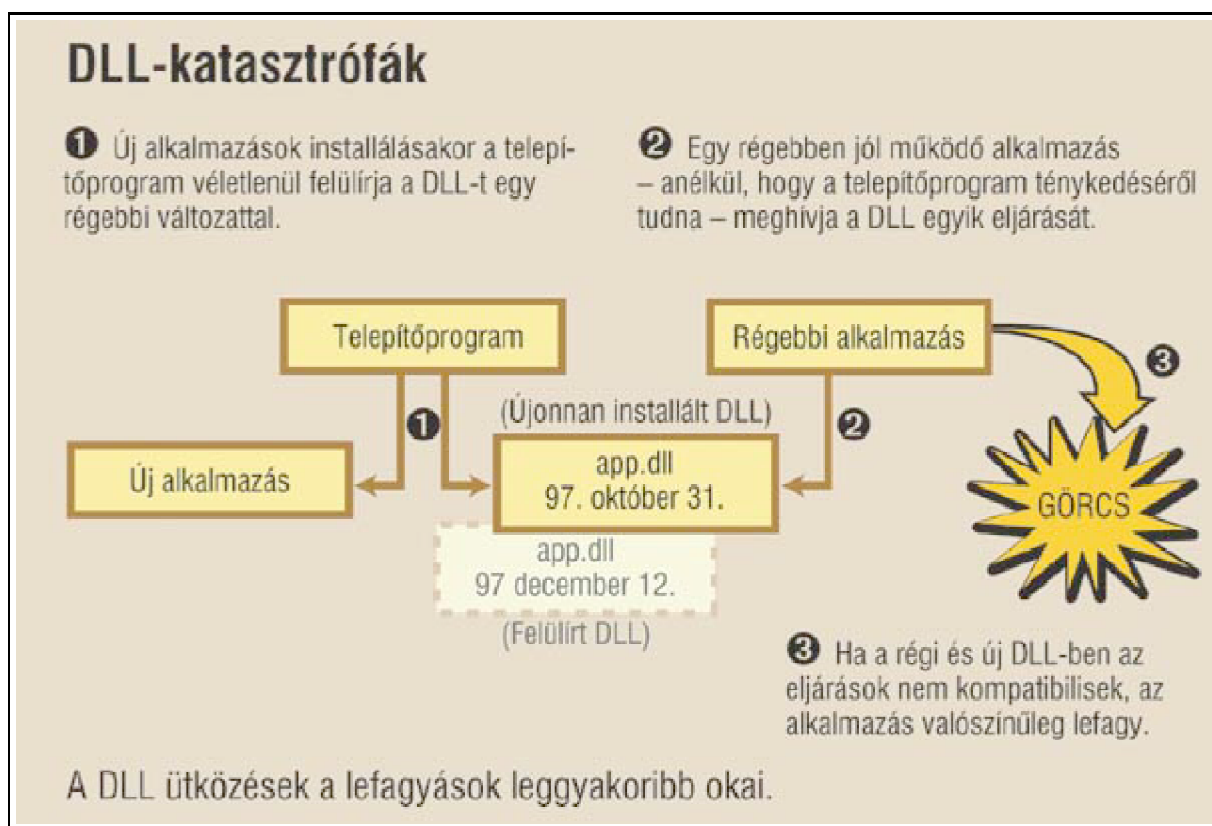 DLL-katasztrófák
❶ Új alkalmazások installálásakor a telepí-
tőprogram véletlenül felülírja a DLL-t egy
régebbi változattal.
❷ Egy régebben jól működő alkalmazás
– anélkül, hogy a telepítőprogram ténykedéséről
tudna – meghívja a DLL egyik eljárását.
Telepítőprogram
Régebbi alkalmazás
❸
(Újonnan installált DLL)
❶
❷
Új alkalmazás
app.dll
97. október 31.
GÖRCS
app.dll
97 december 12.
(Felülírt DLL)
❸ Ha a régi és új DLL-ben az
eljárások nem kompatibilisek, az
alkalmazás valószínűleg lefagy.
A DLL ütközések a lefagyások leggyakoribb okai.